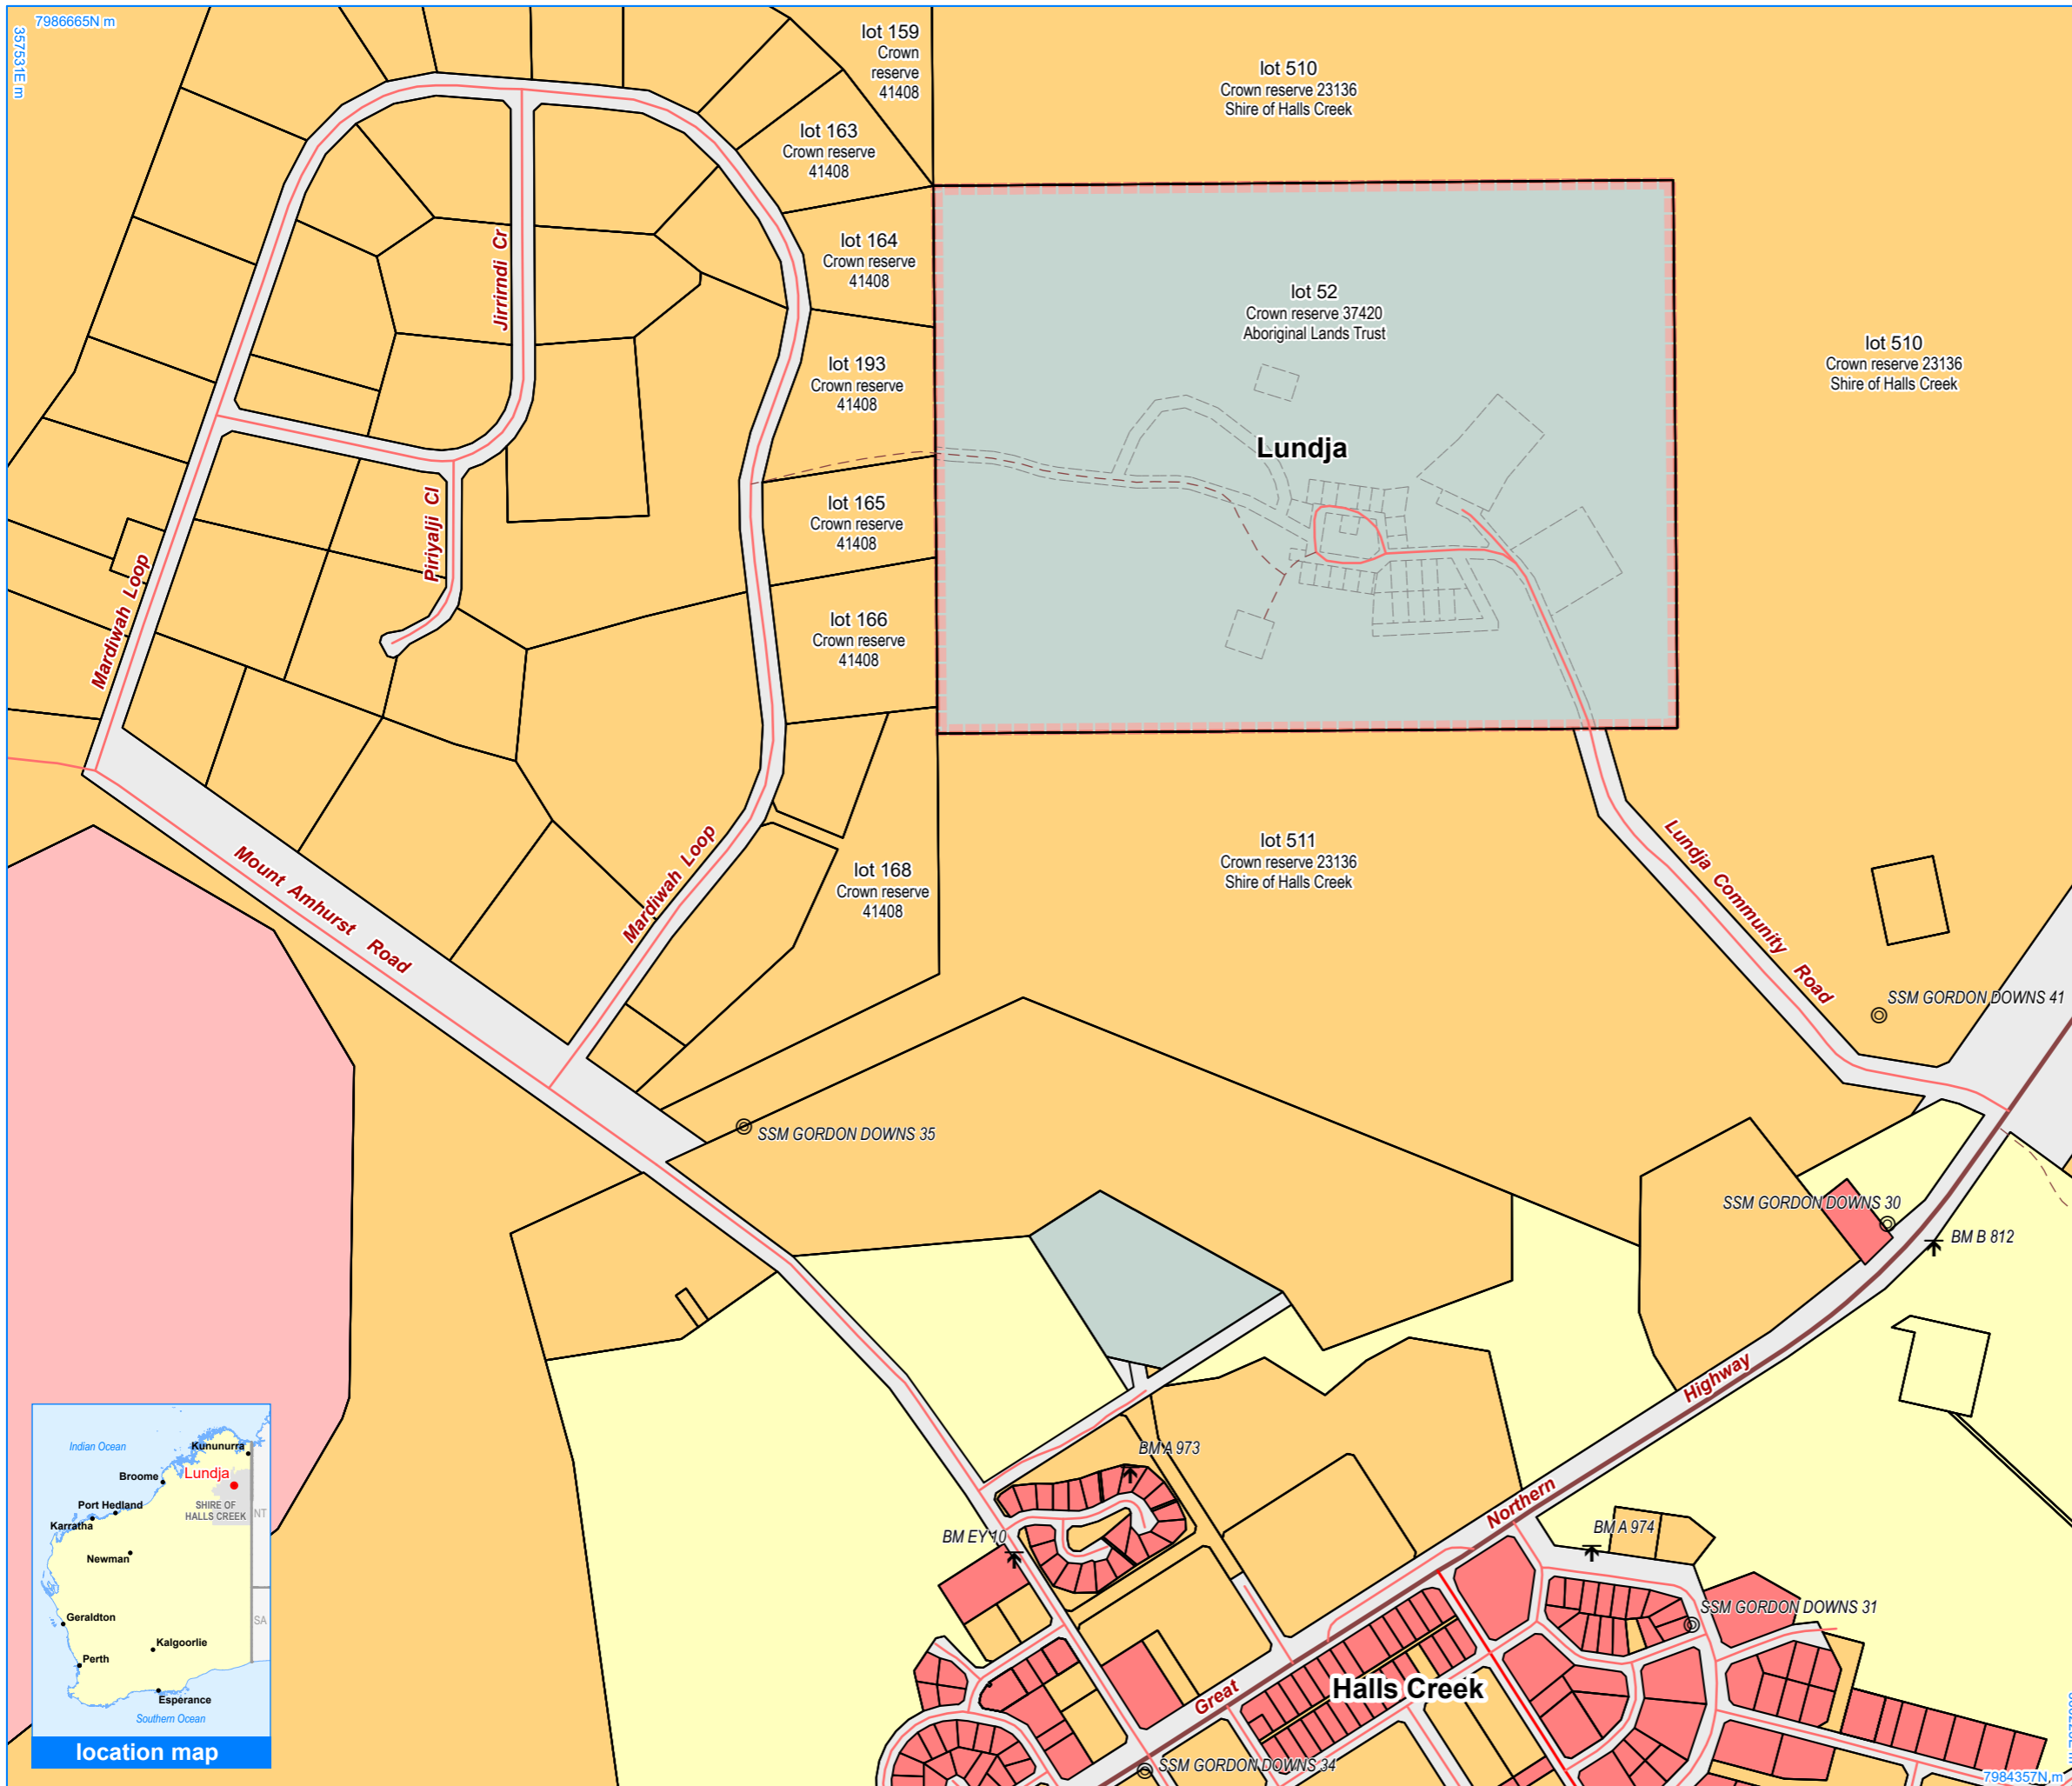 7986665N m
357531E m
lot 159
Crown
reserve
41408
lot 510
Crown reserve 23136
Shire of Halls Creek
lot 163
Crown reserve
41408
lot 164
Crown reserve
41408
Jirrirndi Cr
lot 52
Crown reserve 37420
Aboriginal Lands Trust
lot 510
Crown reserve 23136
Shire of Halls Creek
lot 193
Crown reserve
41408
Lundja
lot 165
Crown reserve
41408
Piriyalji Cl
Mardiwah Loop
lot 166
Crown reserve
41408
lot 511
Crown reserve 23136
Shire of Halls Creek
Mount Amhurst Road
Mardiwah Loop
lot 168
Crown reserve
41408
Lundja Community Road
SSM GORDON DOWNS 41
SSM GORDON DOWNS 35
SSM GORDON DOWNS 30
BM B 812
Great Northern Highway
BM A 973
BM EY 10
BM A 974
SSM GORDON DOWNS 31
Halls Creek
SSM GORDON DOWNS 34
7984357N m
Indian Ocean
Kununurra
Broome
Lundja
SHIRE OF
HALLS CREEK
NT
Port Hedland
Karratha
Newman
SA
Geraldton
Kalgoorlie
Perth
Esperance
Southern Ocean
location map